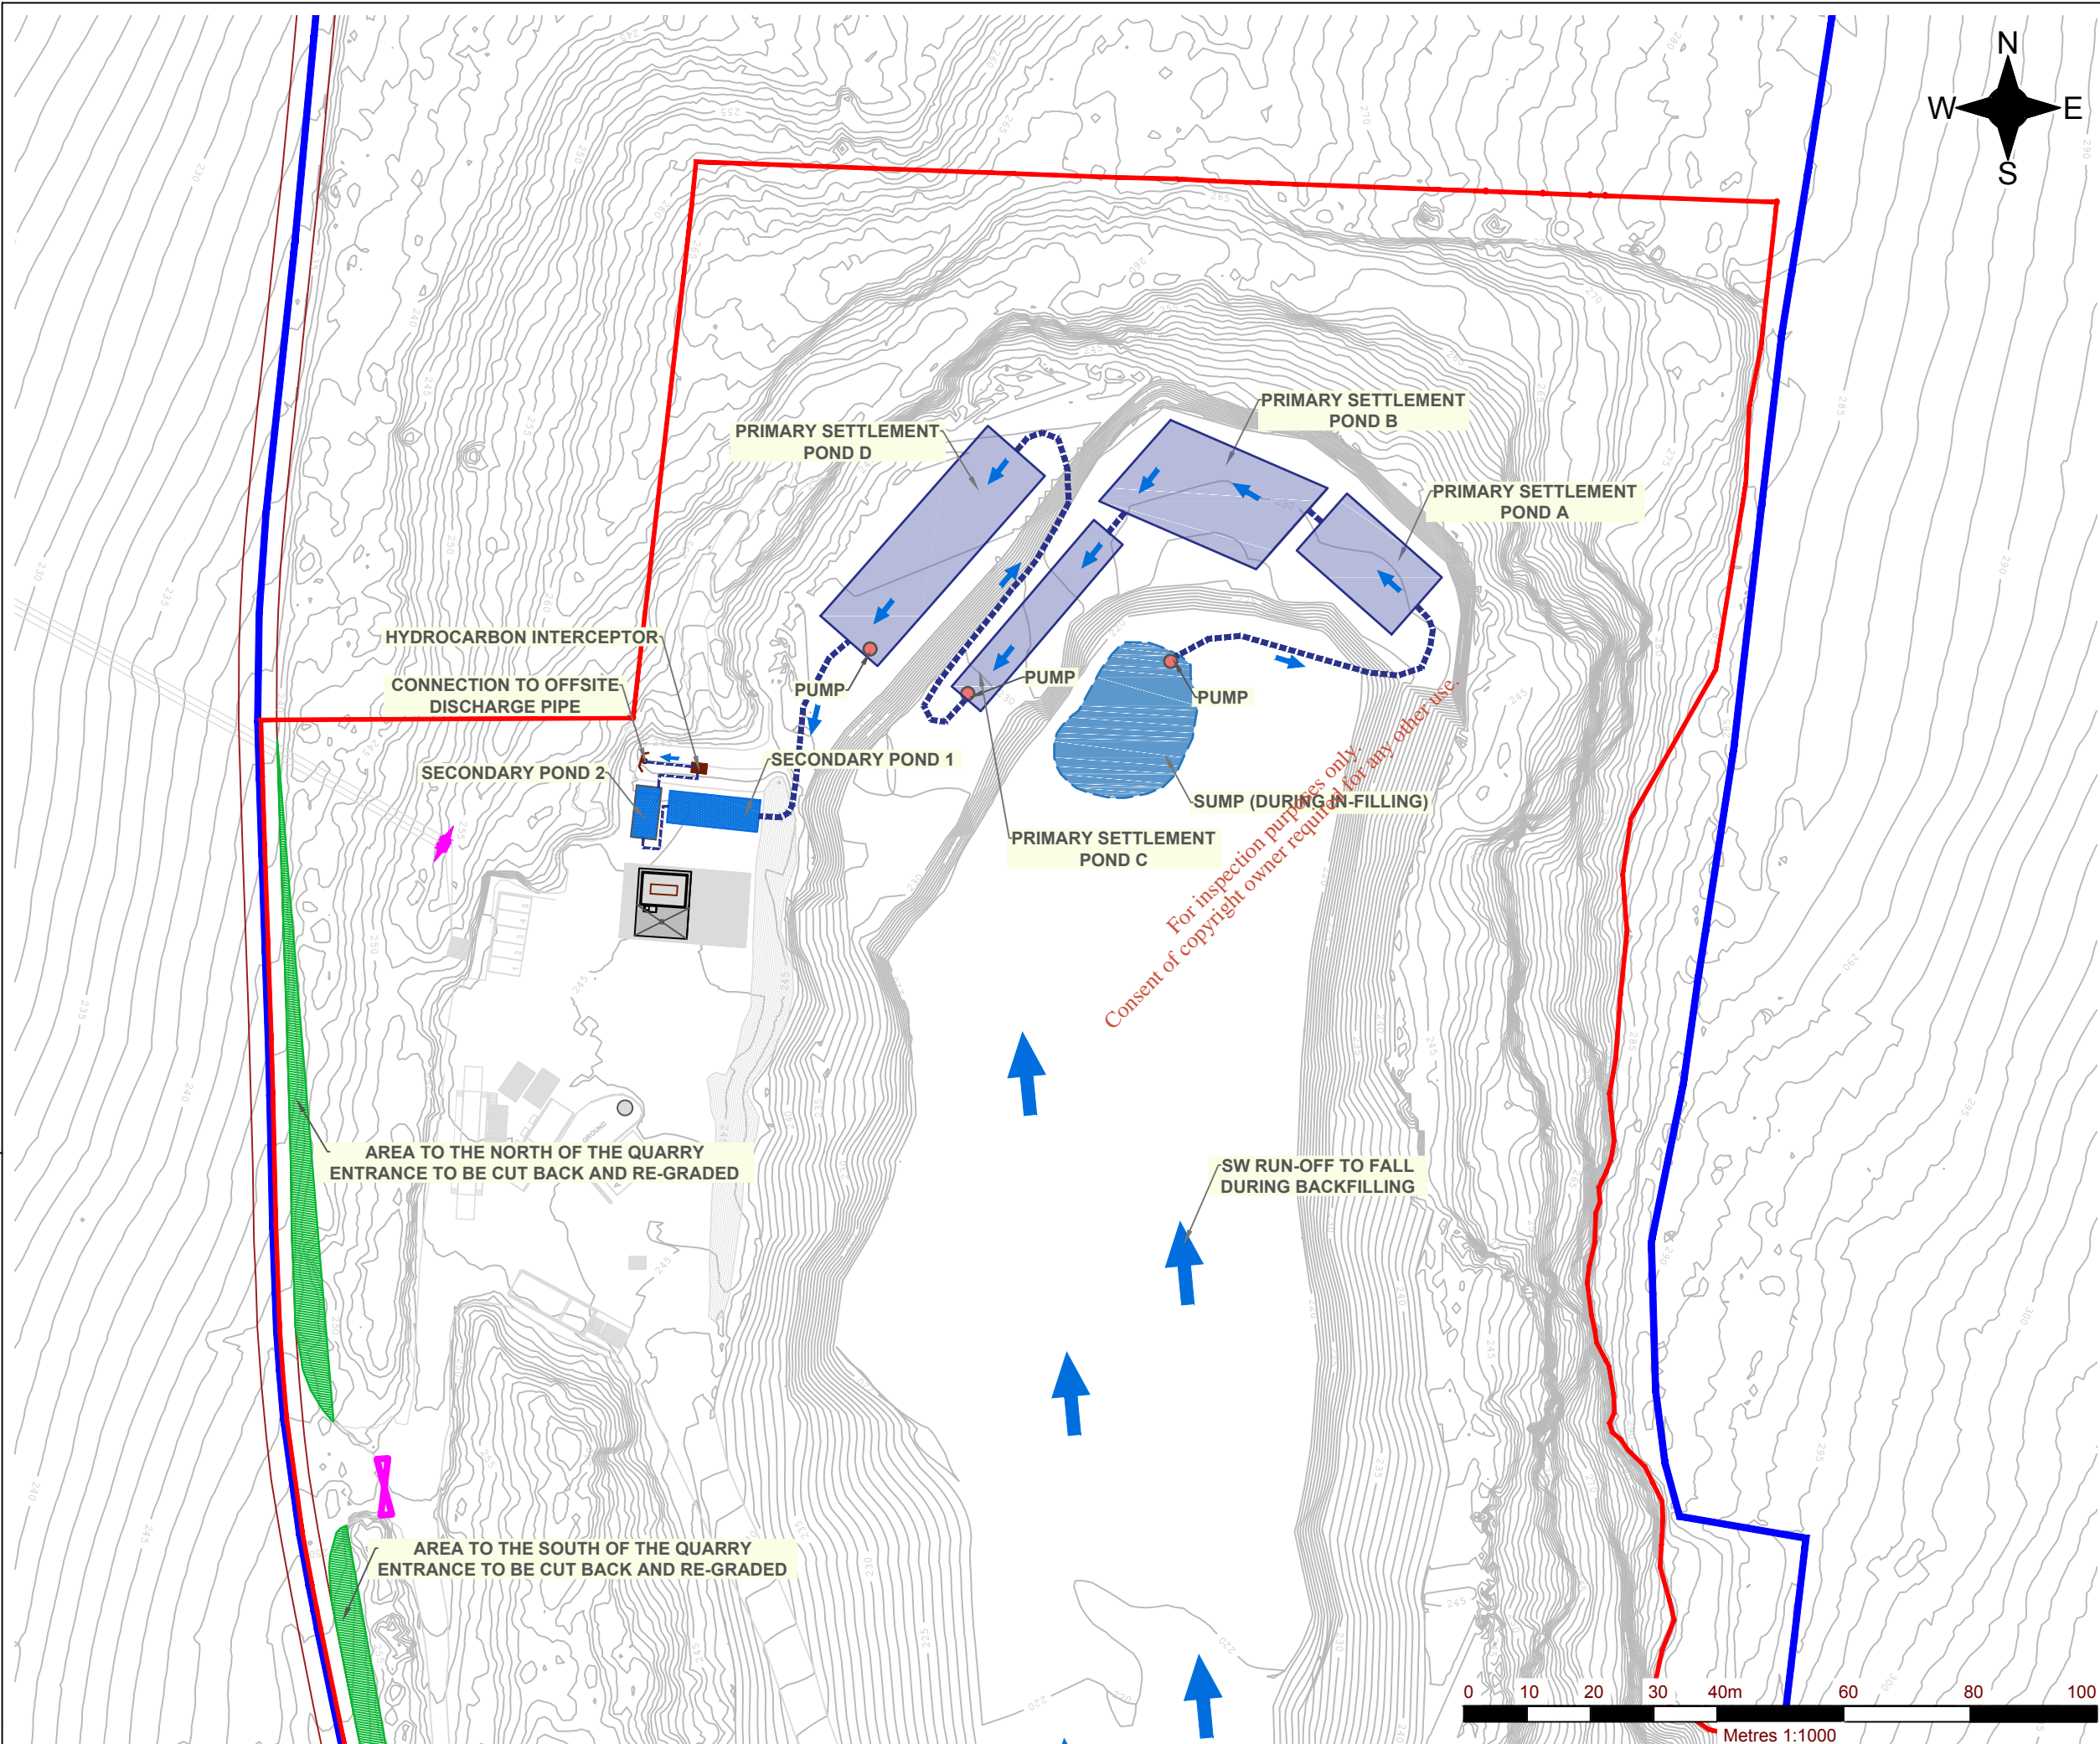 N
W E
S
PRIMARY SETTLEMENT
POND B
PRIMARY SETTLEMENT
POND D
PRIMARY SETTLEMENT
POND A
HYDROCARBON INTERCEPTOR
CONNECTION TO OFFSITE
DISCHARGE PIPE
PUMP
PUMP
PUMP
SECONDARY POND 1
SECONDARY POND 2
SUMP (DURING IN-FILLING)
PRIMARY SETTLEMENT
POND C
For inspection purposes only.
Consent of copyright owner required for any other use.
GROUND
AREA TO THE NORTH OF THE QUARRY
ENTRANCE TO BE CUT BACK AND RE-GRADED
SW RUN-OFF TO FALL
DURING BACKFILLING
AREA TO THE SOUTH OF THE QUARRY
ENTRANCE TO BE CUT BACK AND RE-GRADED
0 10 20 30 40m 60 80 100
Metres 1:1000